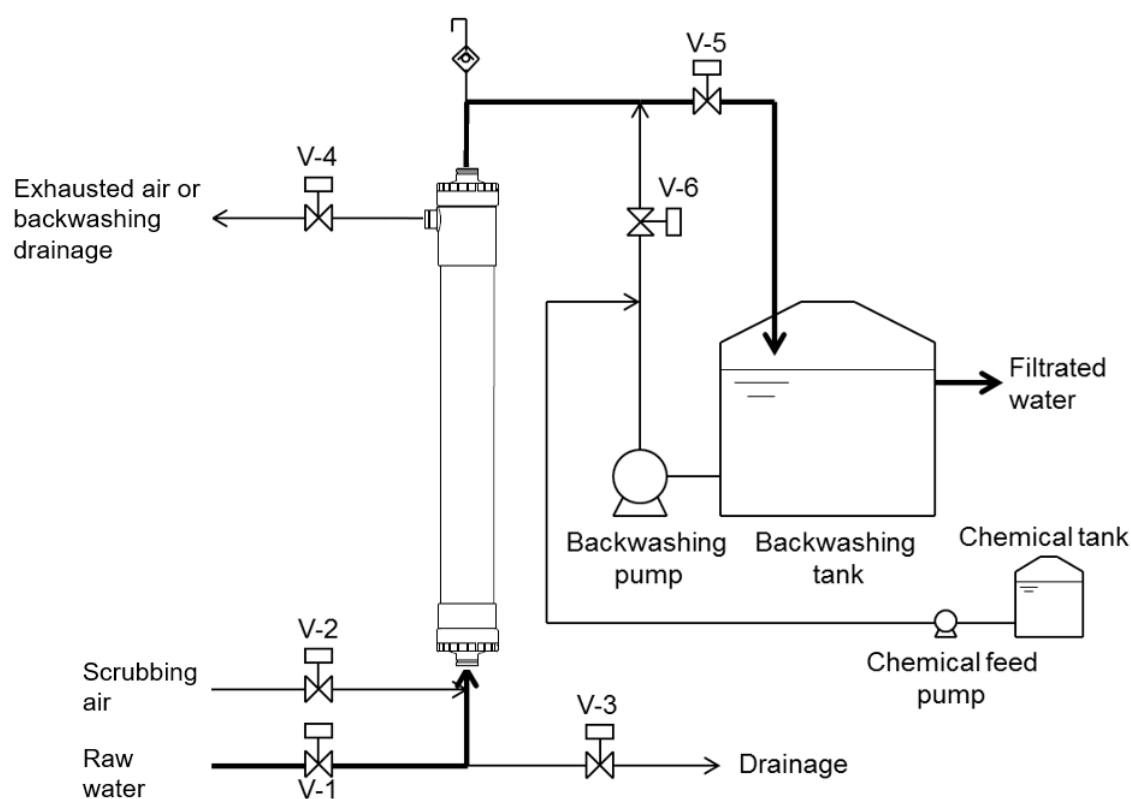 V-5
V-4
Exhausted air or
backwashing
drainage
V-6
Filtrated
water
Backwashing
pump
Backwashing
tank
Chemical tank
V-2
Scrubbing
air
Chemical feed
pump
V-3
Raw
water
V-1
Drainage